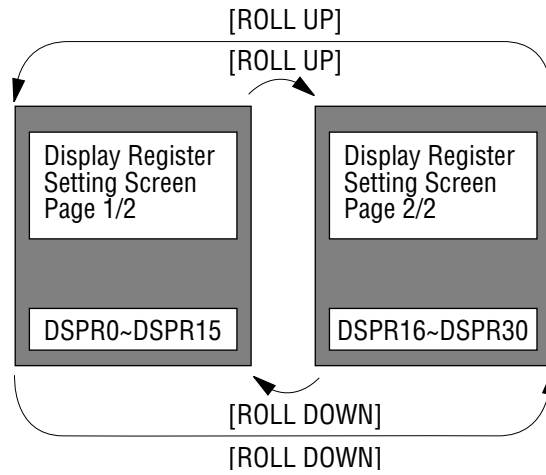 [ROLL UP]
[ROLL UP]
Display Register
Setting Screen
Page 1/2
DSPR0~DSPR15
Display Register
Setting Screen
Page 2/2
DSPR16~DSPR30
[ROLL DOWN]
[ROLL DOWN]